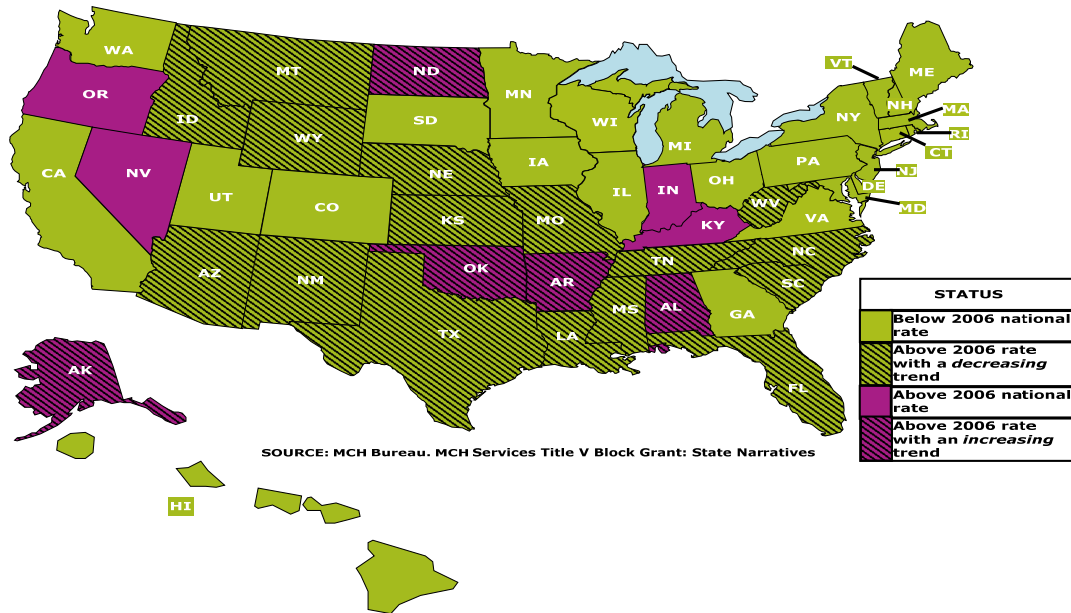 WA
MT
ND
MN
VT
ME
OR
ID
WY
SD
WI
MI
NY
NH
MA
RI
CT
CA
NV
UT
CO
NE
KS
IA
IL
MO
IN
OH
KY
PA
WV
VA
NJ
DE
MD
AZ
NM
OK
TX
AR
LA
TN
MS
AL
NC
SC
GA
FL
AK
HI
STATUS
Below 2006 national
rate
Above 2006 rate
with a decreasing
trend
Above 2006 national
rate
Above 2006 rate
with an increasing
trend
SOURCE: MCH Bureau. MCH Services Title V Block Grant: State Narratives